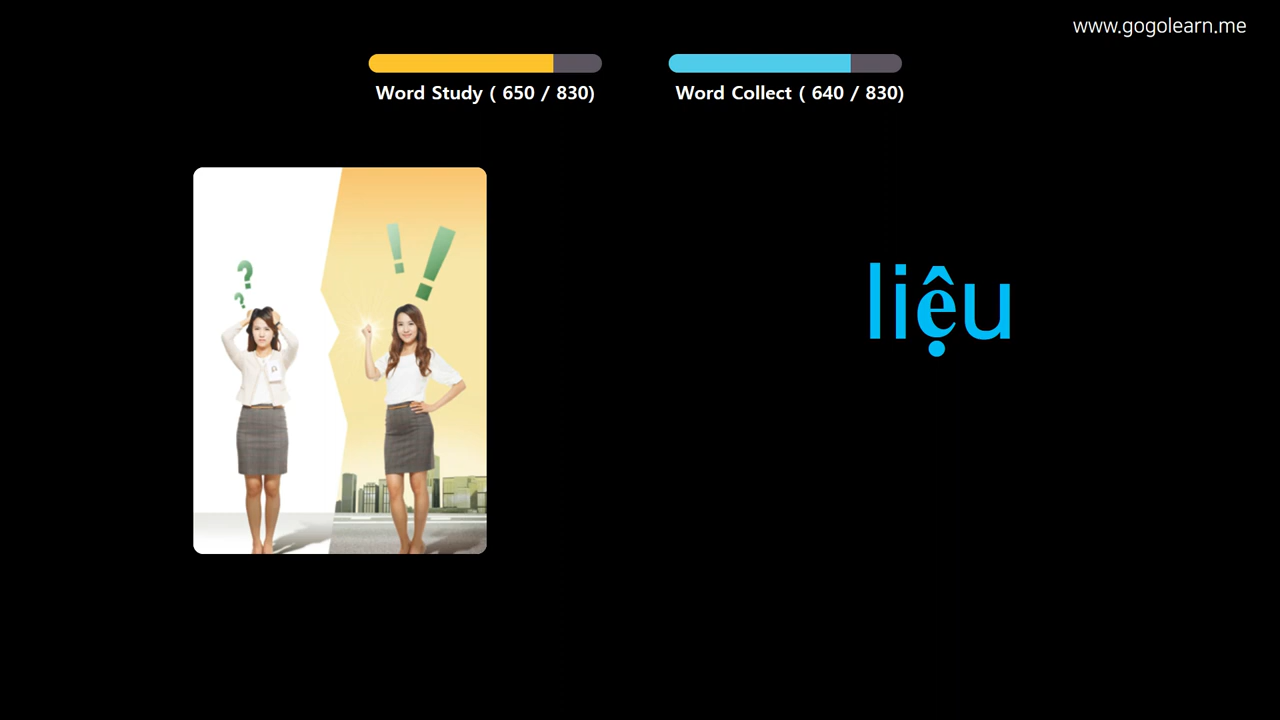 www.gogolearn.me
Word Study ( 650 / 830)
Word Collect ( 640 / 830)
? ?
! !
liệu